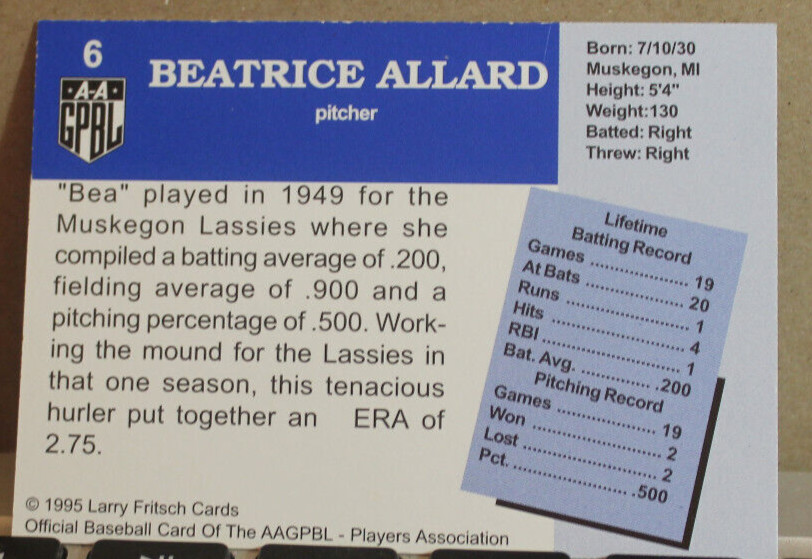 6
A-A
GPBL
BEATRICE ALLARD
pitcher
Born: 7/10/30
Muskegon, MI
Height: 5'4"
Weight:130
Batted: Right
Threw: Right
"Bea" played in 1949 for the
Muskegon Lassies where she
compiled a batting average of .200,
fielding average of .900 and a
pitching percentage of .500. Work-
ing the mound for the Lassies in
that one season, this tenacious
hurler put together an ERA of
2.75.
Lifetime
Batting Record
Games .................... 19
At Bats .................... 20
Runs ......................... 1
Hits ........................... 4
RBI ............................ 1
Bat. Avg. .............. .200
Pitching Record
Games .................... 19
Won .......................... 2
Lost ........................... 2
Pct. ........................ .500
© 1995 Larry Fritsch Cards
Official Baseball Card Of The AAGPBL - Players Association